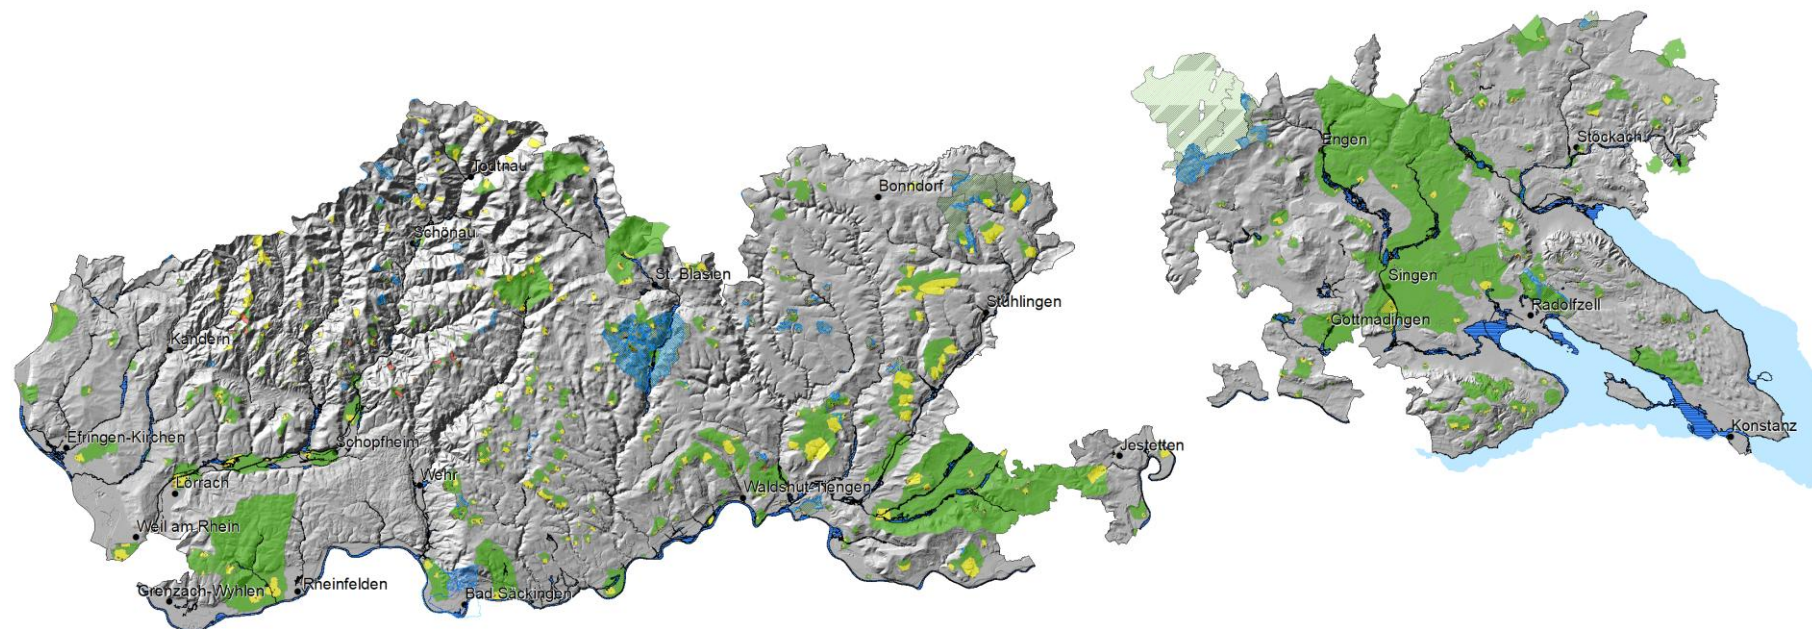 Todtnau
Schönau
Bonndorf
St. Blasien
Stühlingen
Kandern
Efringen-Kirchen
Schopfheim
Wehr
Lörrach
Waldshut-Tiengen
Jestetten
Weil am Rhein
Grenzach-Wyhlen
Rheinfelden
Bad Säckingen
Engen
Stockach
Singen
Gottmadingen
Radolfzell
Konstanz